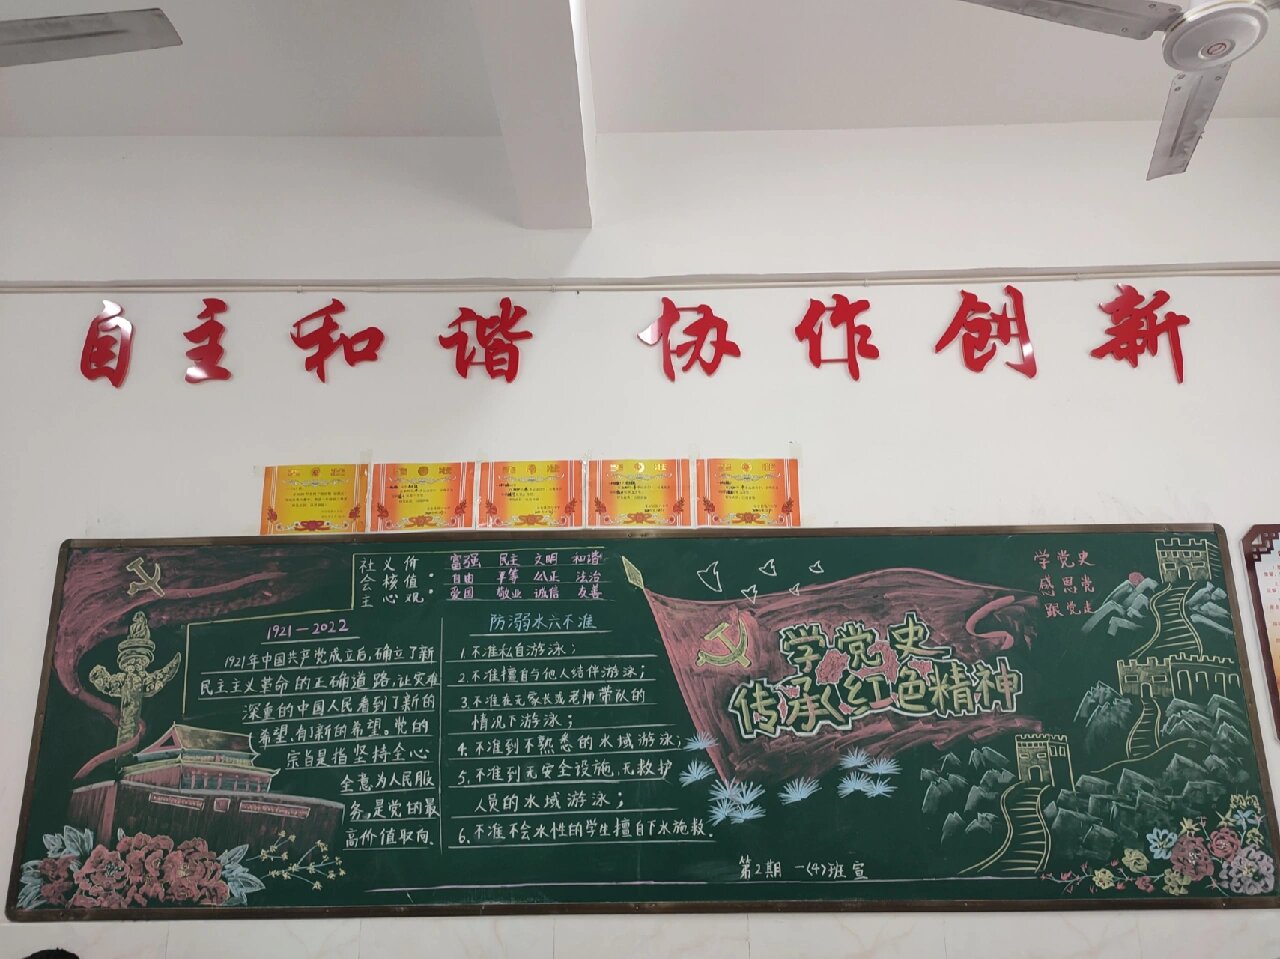 自主和谐 协作创新
社 义 价
会 核 值：
主 心 观
富强 民主 文明 和谐
自由 平等 公正 法治
爱国 敬业 诚信 友善
1921—2022
1921年中国共产党成立后,确立了新
民主主义革命的正确道路,让灾难
深重的中国人民看到了新的
希望,有了新的希望。党的
宗旨是指坚持全心
全意为人民服
务,是党的最
高价值取向.
防溺水六不准
1.不准私自游泳；
2.不准擅自与他人结伴游泳；
3.不准在无家长或老师带队的
情况下游泳；
4.不准到不熟悉的水域游泳；
5.不准到无安全设施,无救护
人员的水域游泳；
6.不准不会水性的学生擅自下水施救.
学党史
传承红色精神
学党史
感恩党
跟党走
第2期 一(4)班宣